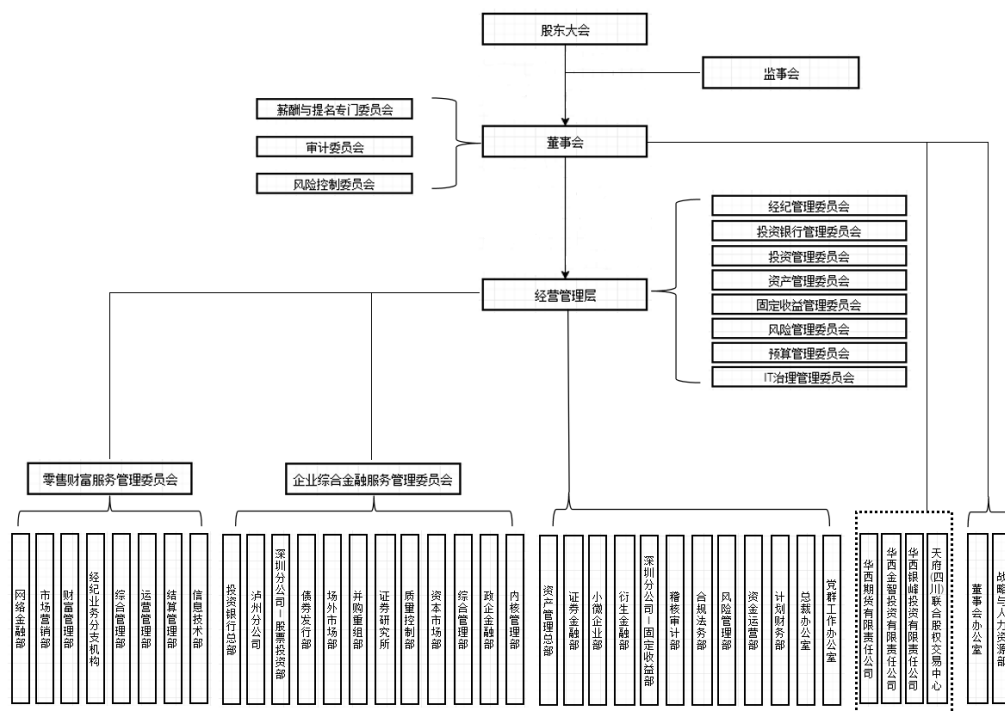 股东大会
监事会
薪酬与提名专门委员会
审计委员会
风险控制委员会
董事会
经纪管理委员会
投资银行管理委员会
投资管理委员会
资产管理委员会
固定收益管理委员会
风险管理委员会
预算管理委员会
IT治理管理委员会
经营管理层
零售财富服务管理委员会
企业综合金融服务管理委员会
网络金融部
市场营销部
财富管理部
经纪业务分支机构
综合管理部
运营管理部
结算管理部
信息技术部
投资银行总部
泸州分公司
深圳分公司－股票投资部
债券发行部
场外市场部
并购重组部
证券研究所
质量控制部
资本市场部
综合管理部
政企金融部
内核管理部
资产管理总部
证券金融部
小微企业部
衍生金融部
深圳分公司－固定收益部
稽核审计部
合规法务部
风险管理部
资金运营部
计划财务部
总裁办公室
党群工作办公室
华西期货有限责任公司
华西金智投资有限责任公司
华西银峰投资有限责任公司
天府(四川)联合股权交易中心
董事会办公室
战略与人力资源部